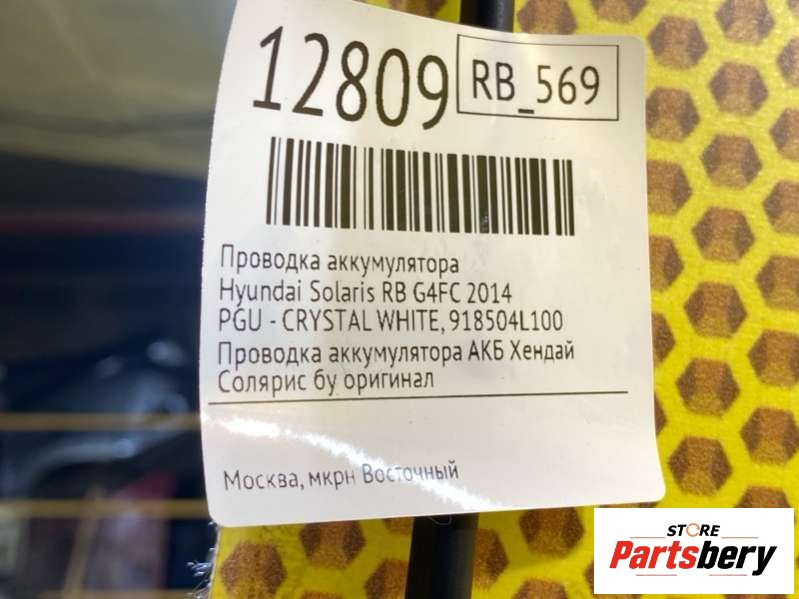 12809
RB_569
Проводка аккумулятора
Hyundai Solaris RB G4FC 2014
PGU - CRYSTAL WHITE, 918504L100
Проводка аккумулятора АКБ Хендай
Солярис бу оригинал
Москва, мкрн Восточный
STORE
Partsbery